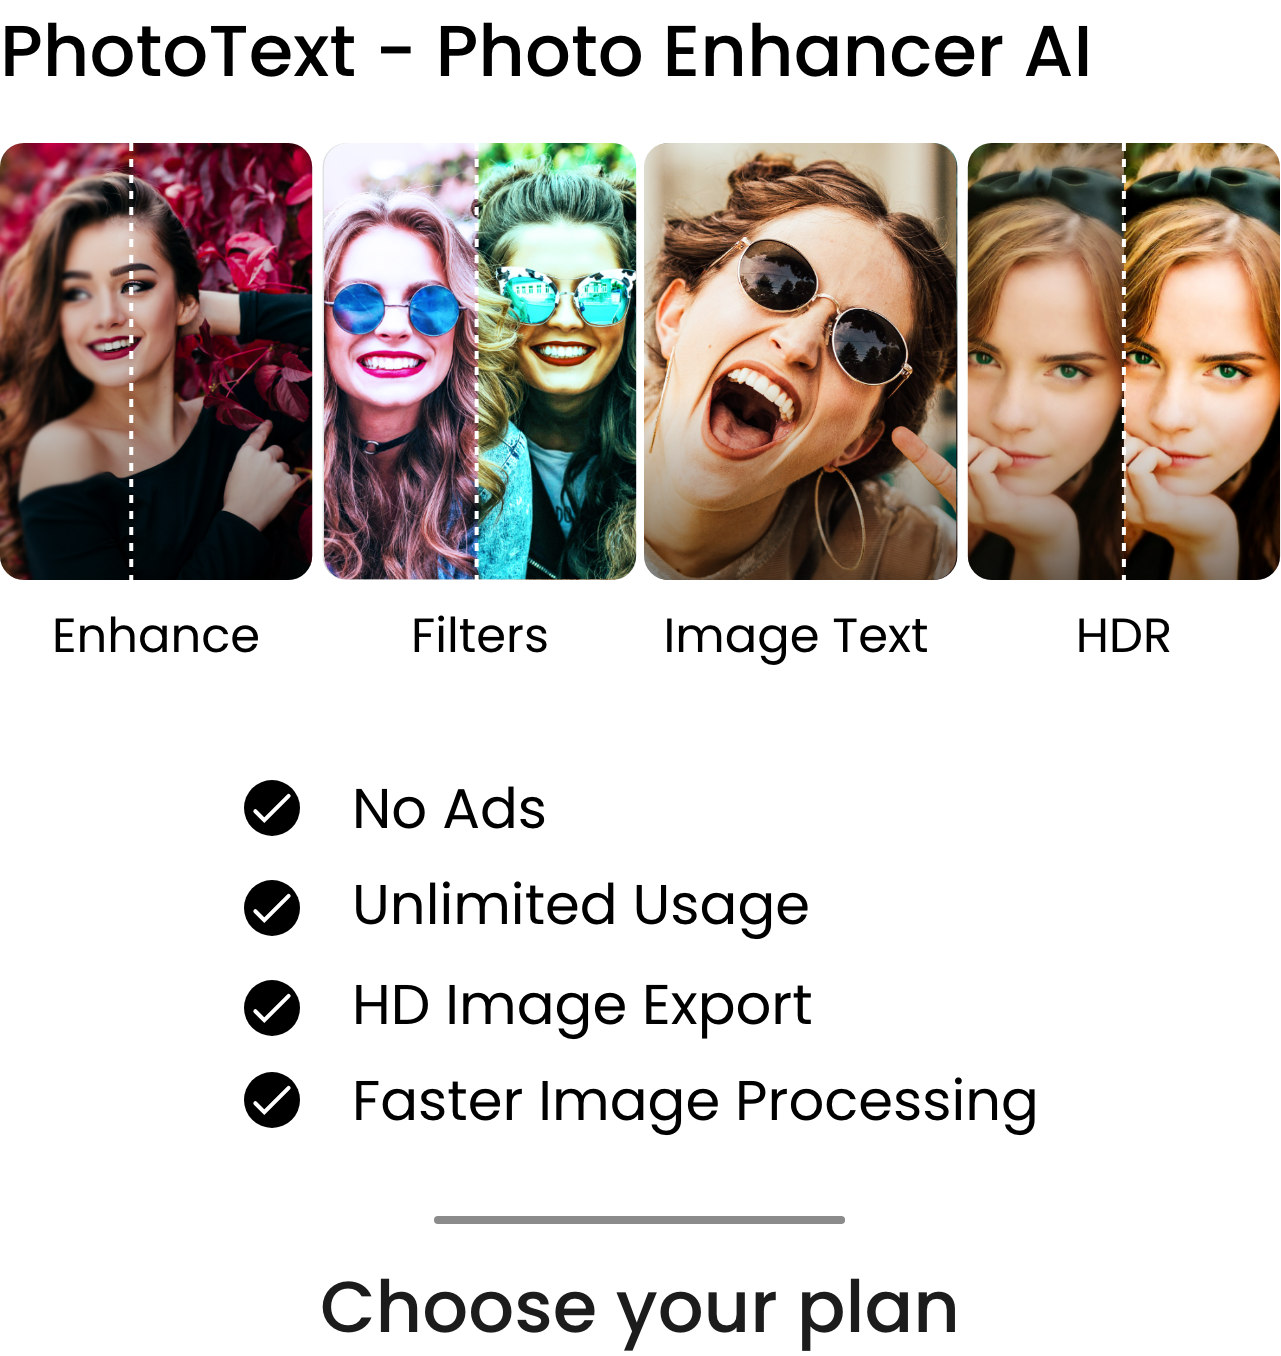 PhotoText - Photo Enhancer AI
Enhance
Filters
Image Text
HDR
No Ads
Unlimited Usage
HD Image Export
Faster Image Processing
Choose your plan